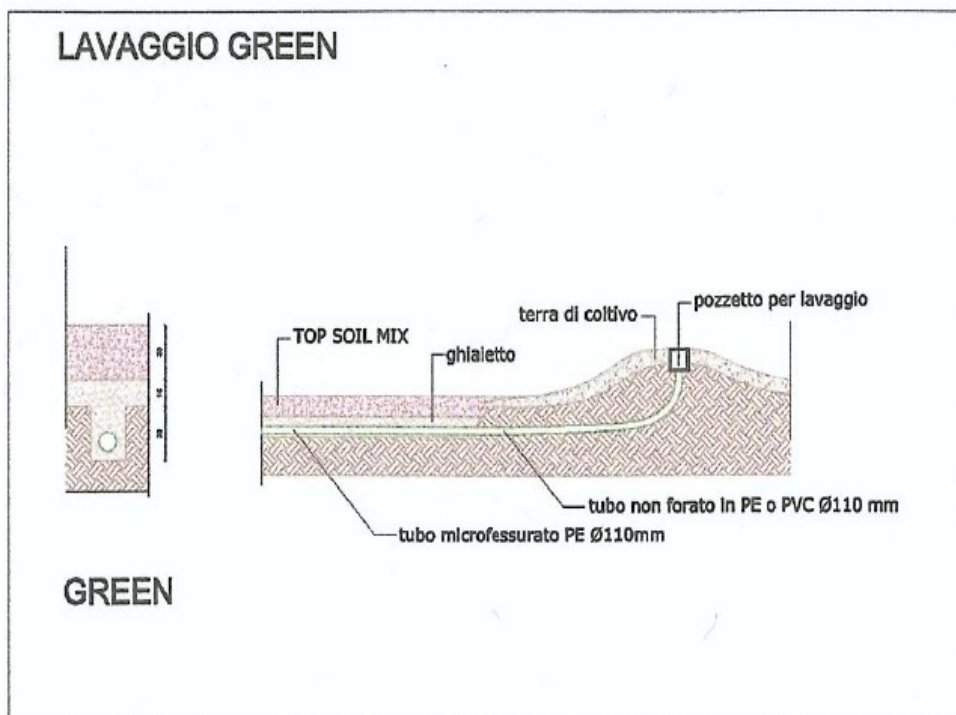 LAVAGGIO GREEN
pozzetto per lavaggio
terra di coltivo
TOP SOIL MIX
ghiaietto
tubo non forato in PE o PVC Ø110 mm
tubo microfessurato PE Ø110mm
GREEN